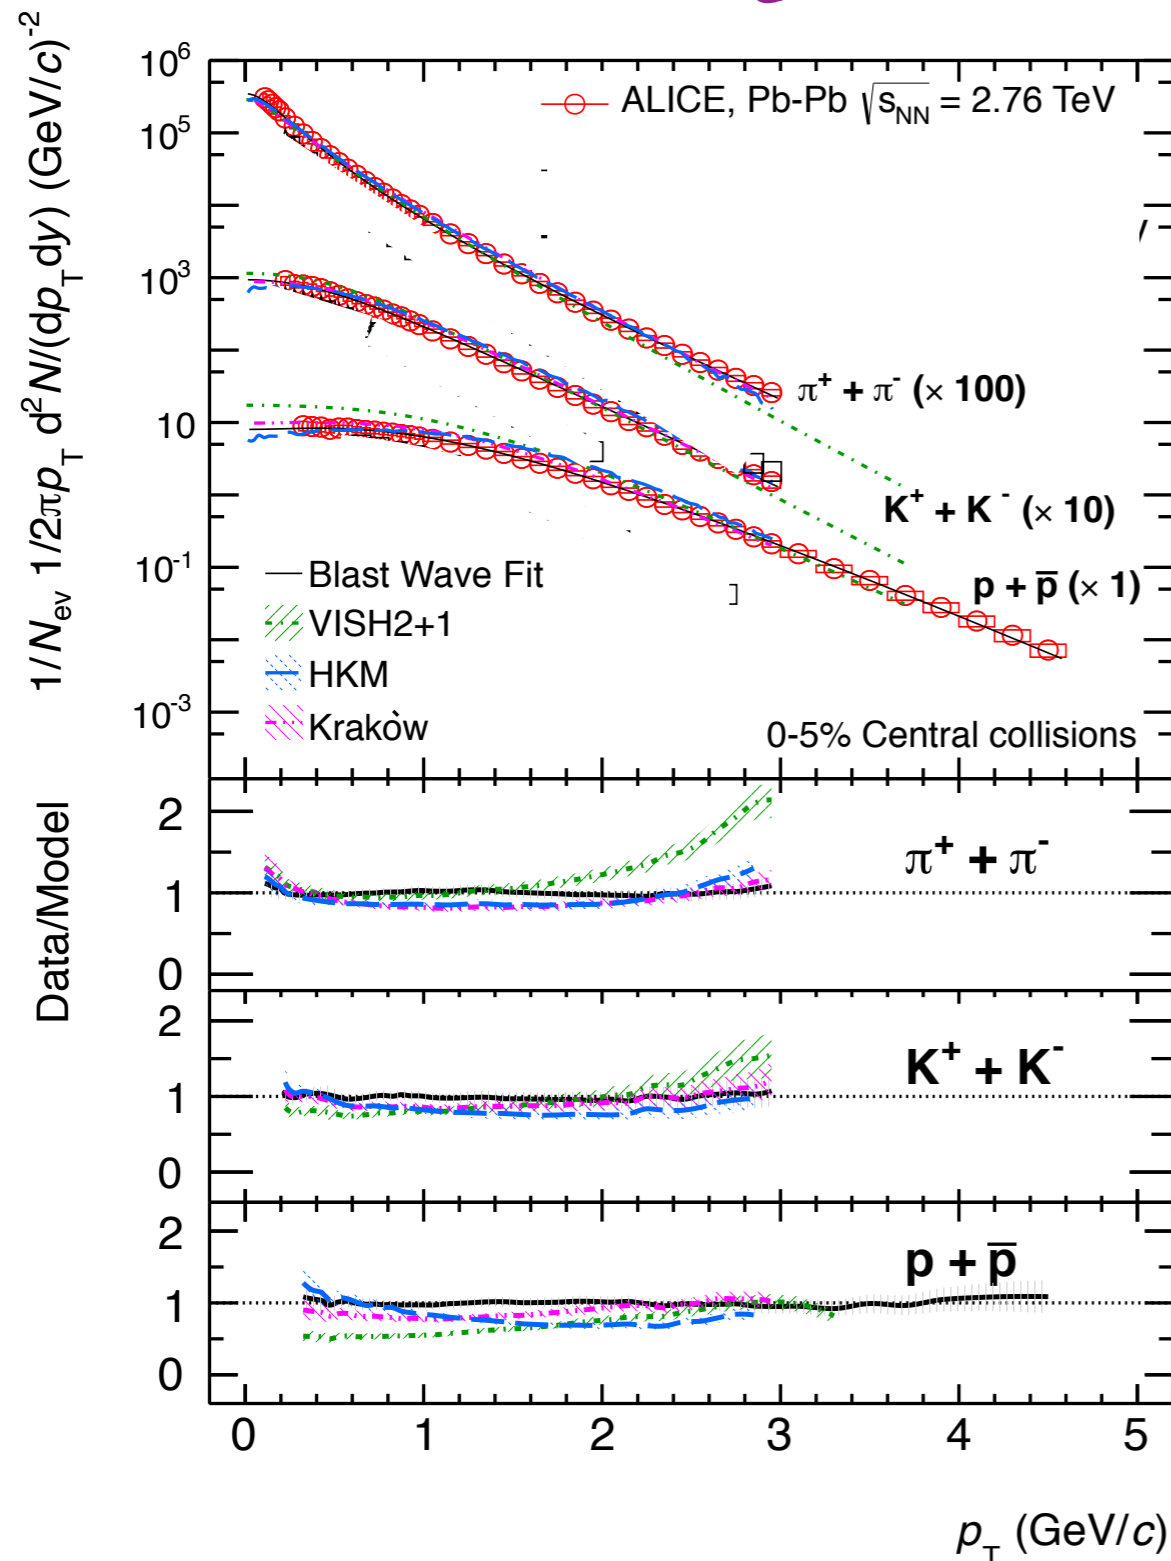 1/N_ev 1/2πp_T d²N/(dp_T dy) (GeV/c)⁻²
10⁶
10⁵
10³
10
10⁻¹
10⁻³
ALICE, Pb-Pb √s_NN = 2.76 TeV
π⁺ + π⁻ (× 100)
K⁺ + K⁻ (× 10)
p + p̅ (× 1)
Blast Wave Fit
VISH2+1
HKM
Krakòw
0-5% Central collisions
Data/Model
2
1
0
π⁺ + π⁻
2
1
0
K⁺ + K⁻
2
1
0
p + p̅
0 1 2 3 4 5
p_T (GeV/c)